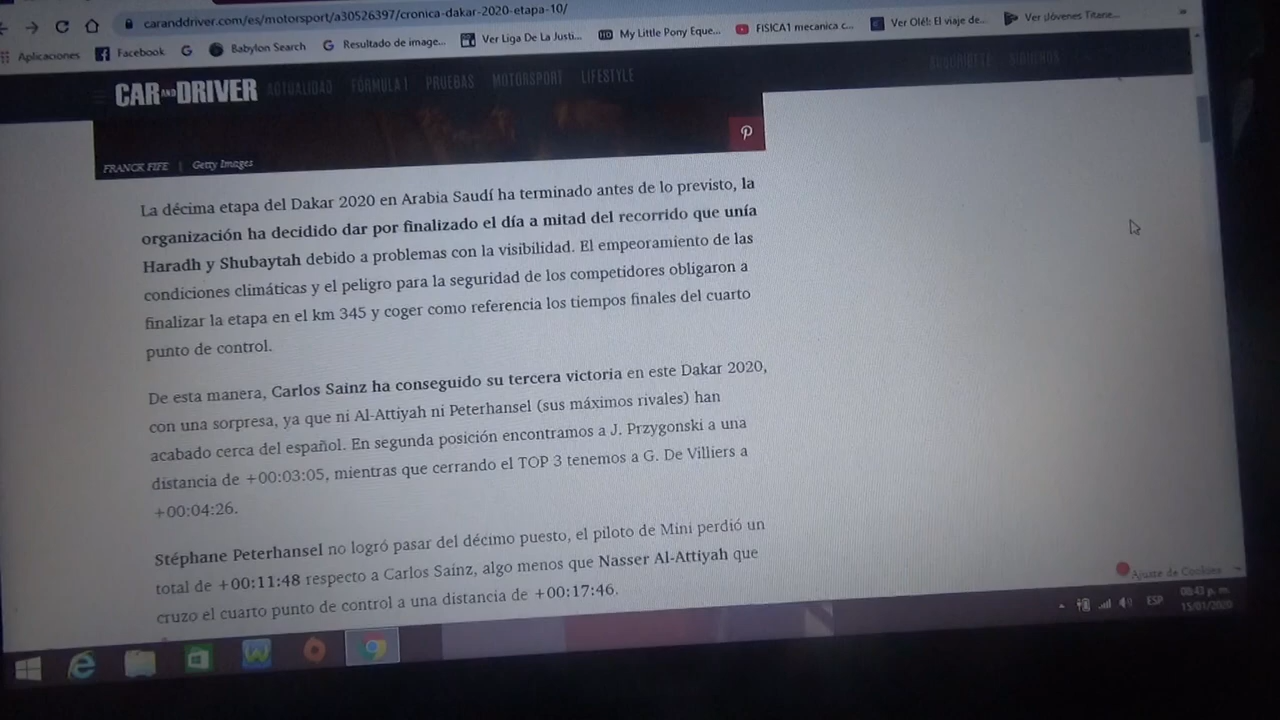 caranddriver.com/es/motorsport/a30526397/cronica-dakar-2020-etapa-10/
Aplicaciones Facebook Babylon Search Resultado de image... Ver Liga De La Justi... My Little Pony Eque... FISICA1 mecanica c... Ver Olé!: El viaje de... Ver ¡Jóvenes Titane...
CAR AND DRIVER ACTUALIDAD FÓRMULA 1 PRUEBAS MOTORSPORT LIFESTYLE SUSCRÍBETE
FRANCK FIFE | Getty Images
La décima etapa del Dakar 2020 en Arabia Saudí ha terminado antes de lo previsto, la
organización ha decidido dar por finalizado el día a mitad del recorrido que unía
Haradh y Shubaytah debido a problemas con la visibilidad. El empeoramiento de las
condiciones climáticas y el peligro para la seguridad de los competidores obligaron a
finalizar la etapa en el km 345 y coger como referencia los tiempos finales del cuarto
punto de control.
De esta manera, Carlos Sainz ha conseguido su tercera victoria en este Dakar 2020,
con una sorpresa, ya que ni Al-Attiyah ni Peterhansel (sus máximos rivales) han
acabado cerca del español. En segunda posición encontramos a J. Przygonski a una
distancia de +00:03:05, mientras que cerrando el TOP 3 tenemos a G. De Villiers a
+00:04:26.
Stéphane Peterhansel no logró pasar del décimo puesto, el piloto de Mini perdió un
total de +00:11:48 respecto a Carlos Sainz, algo menos que Nasser Al-Attiyah que
cruzo el cuarto punto de control a una distancia de +00:17:46.
Ajuste de Cookies
ESP
08:43 p. m.
15/01/2020